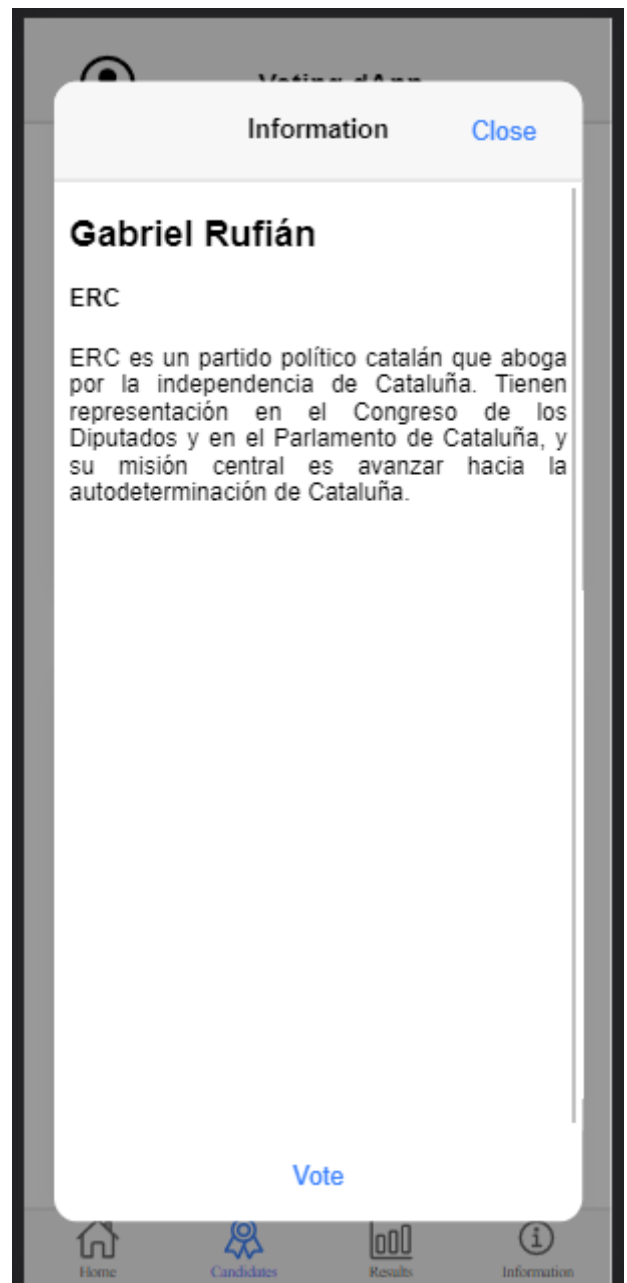 Voting dApp
Information
Close
Gabriel Rufián
ERC
ERC es un partido político catalán que aboga
por la independencia de Cataluña. Tienen
representación en el Congreso de los
Diputados y en el Parlamento de Cataluña, y
su misión central es avanzar hacia la
autodeterminación de Cataluña.
Vote
Home
Candidates
Results
Information